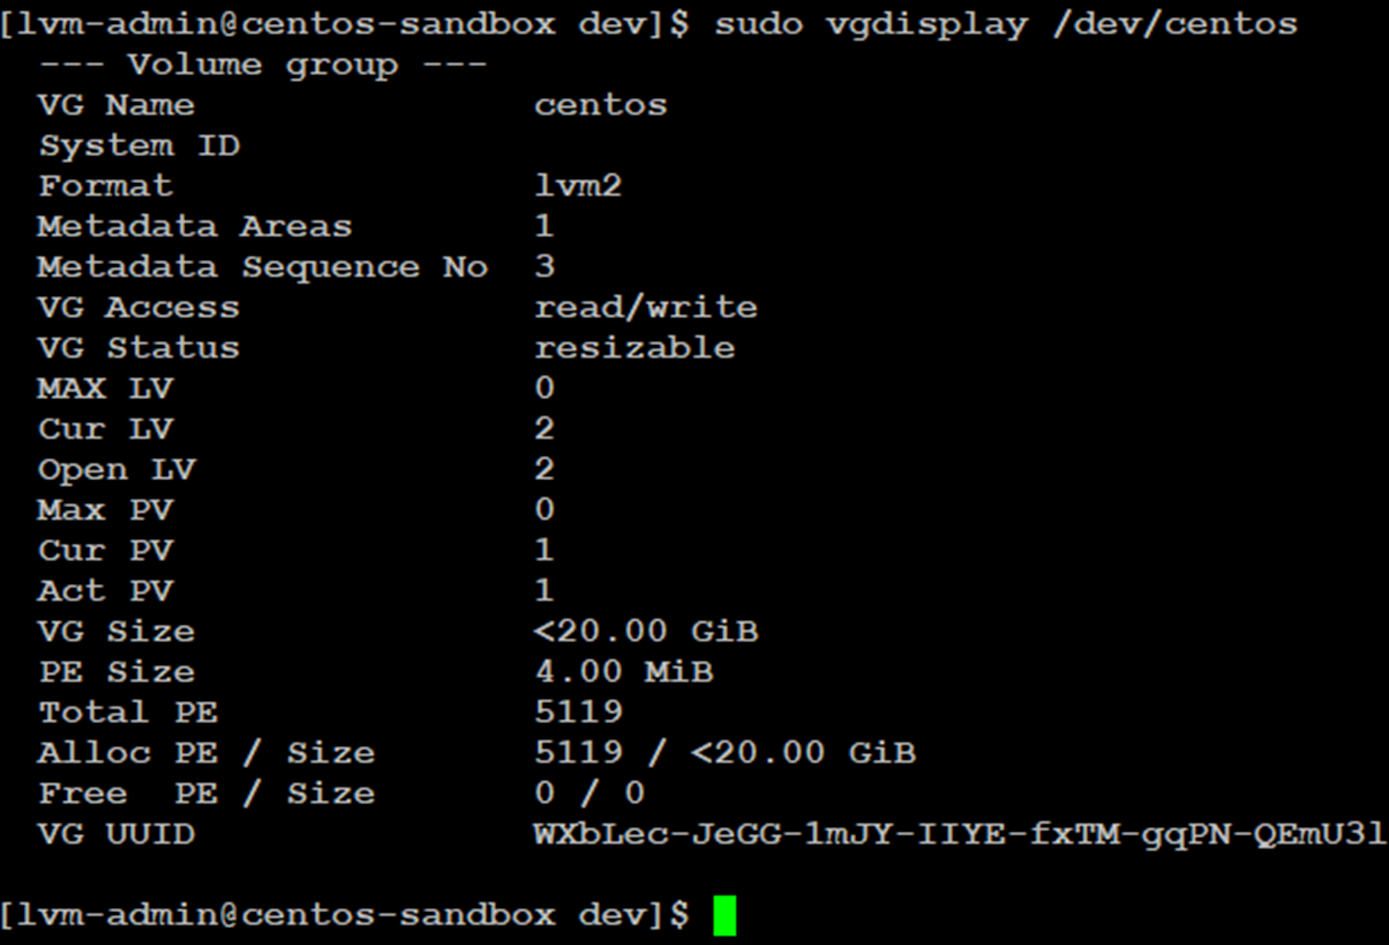 [lvm-admin@centos-sandbox dev]$ sudo vgdisplay /dev/centos
  --- Volume group ---
  VG Name               centos
  System ID
  Format                lvm2
  Metadata Areas        1
  Metadata Sequence No  3
  VG Access             read/write
  VG Status             resizable
  MAX LV                0
  Cur LV                2
  Open LV               2
  Max PV                0
  Cur PV                1
  Act PV                1
  VG Size               <20.00 GiB
  PE Size               4.00 MiB
  Total PE              5119
  Alloc PE / Size       5119 / <20.00 GiB
  Free  PE / Size       0 / 0
  VG UUID               WXbLec-JeGG-1mJY-IIYE-fxTM-gqPN-QEmU3l
[lvm-admin@centos-sandbox dev]$